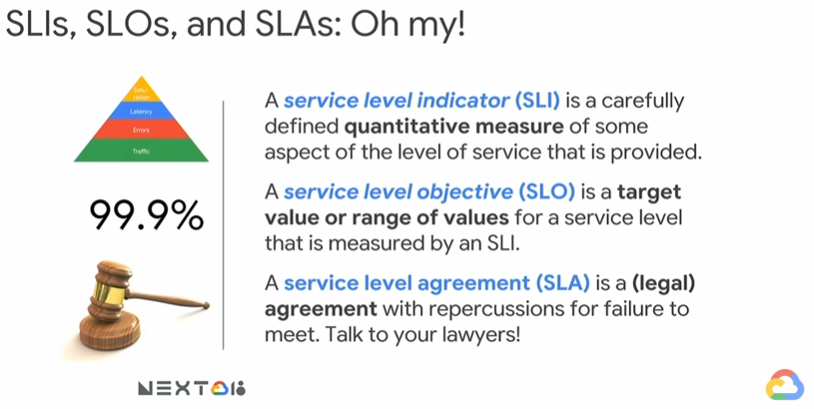 SLIs, SLOs, and SLAs: Oh my!
Satu-
ration
Latency
Errors
Traffic
99.9%
A service level indicator (SLI) is a carefully
defined quantitative measure of some
aspect of the level of service that is provided.
A service level objective (SLO) is a target
value or range of values for a service level
that is measured by an SLI.
A service level agreement (SLA) is a (legal)
agreement with repercussions for failure to
meet. Talk to your lawyers!
NEXT 18